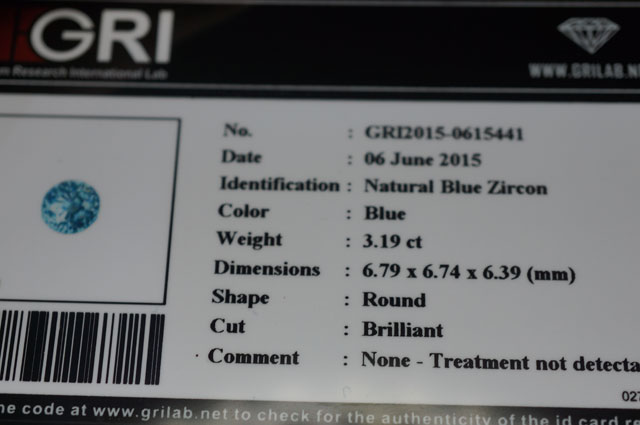 GRI
m Research International Lab
WWW.GRILAB.NE
No. : GRI2015-0615441
Date : 06 June 2015
Identification : Natural Blue Zircon
Color : Blue
Weight : 3.19 ct
Dimensions : 6.79 x 6.74 x 6.39 (mm)
Shape : Round
Cut : Brilliant
Comment : None - Treatment not detecta
027
he code at www.grilab.net to check for the authenticity of the id card r